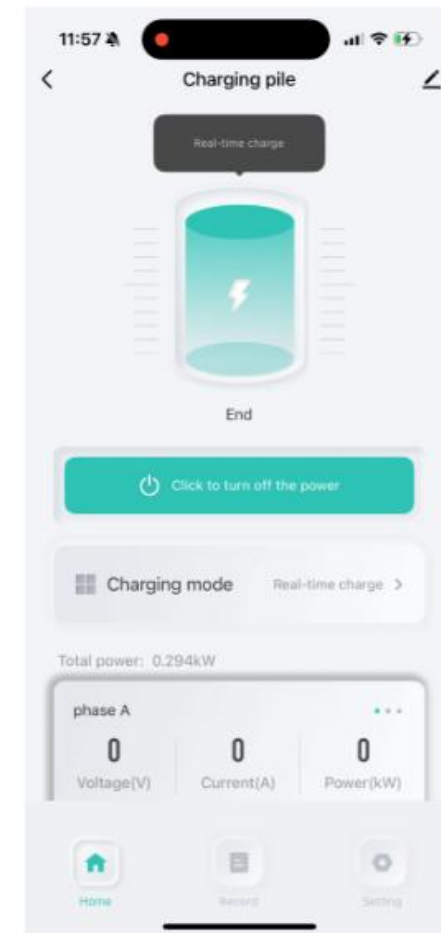 11:57
Charging pile
Real-time charge
End
Click to turn off the power
Charging mode Real-time charge >
Total power: 0.294kW
phase A
0 0 0
Voltage(V) Current(A) Power(kW)
Home Record Setting